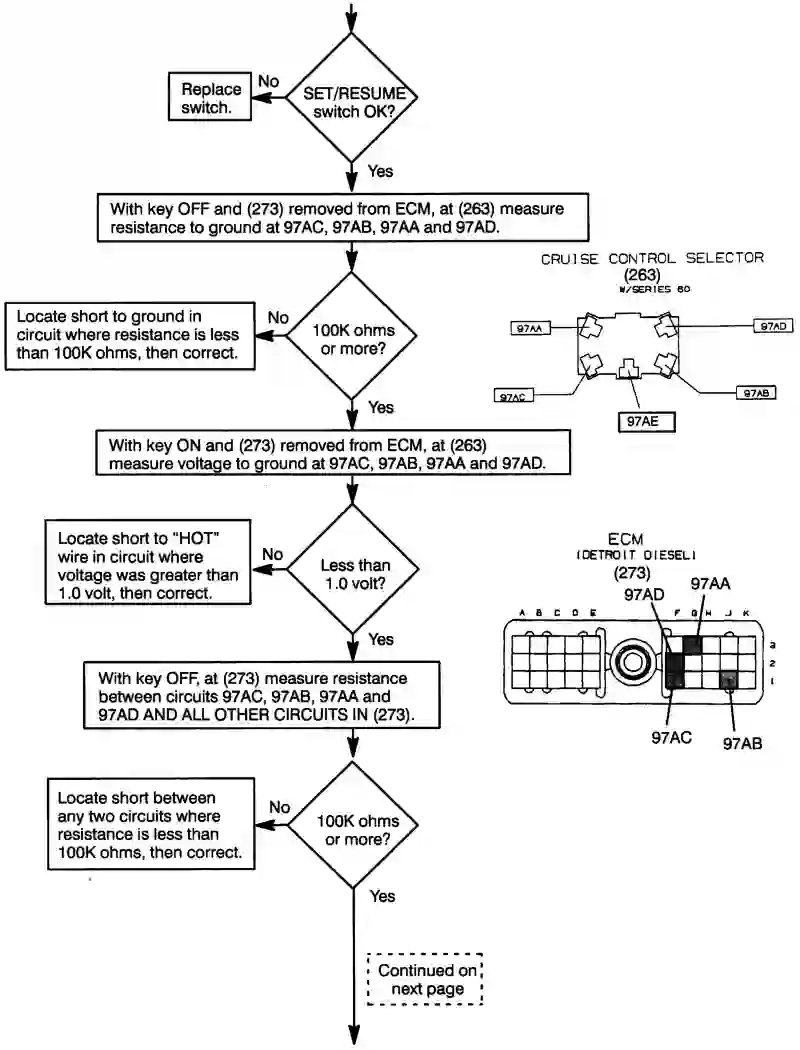 SET/RESUME
switch OK?
No
Replace
switch.
Yes
With key OFF and (273) removed from ECM, at (263) measure
resistance to ground at 97AC, 97AB, 97AA and 97AD.
100K ohms
or more?
No
Locate short to ground in
circuit where resistance is less
than 100K ohms, then correct.
Yes
With key ON and (273) removed from ECM, at (263)
measure voltage to ground at 97AC, 97AB, 97AA and 97AD.
Less than
1.0 volt?
No
Locate short to "HOT"
wire in circuit where
voltage was greater than
1.0 volt, then correct.
Yes
With key OFF, at (273) measure resistance
between circuits 97AC, 97AB, 97AA and
97AD AND ALL OTHER CIRCUITS IN (273).
100K ohms
or more?
No
Locate short between
any two circuits where
resistance is less than
100K ohms, then correct.
Yes
Continued on
next page
CRUISE CONTROL SELECTOR
(263)
W/SERIES 60
97AA
97AD
97AC
97AB
97AE
ECM
(DETROIT DIESEL)
(273)
97AA
97AD
A B C D E F G H J K
3
2
1
97AC
97AB